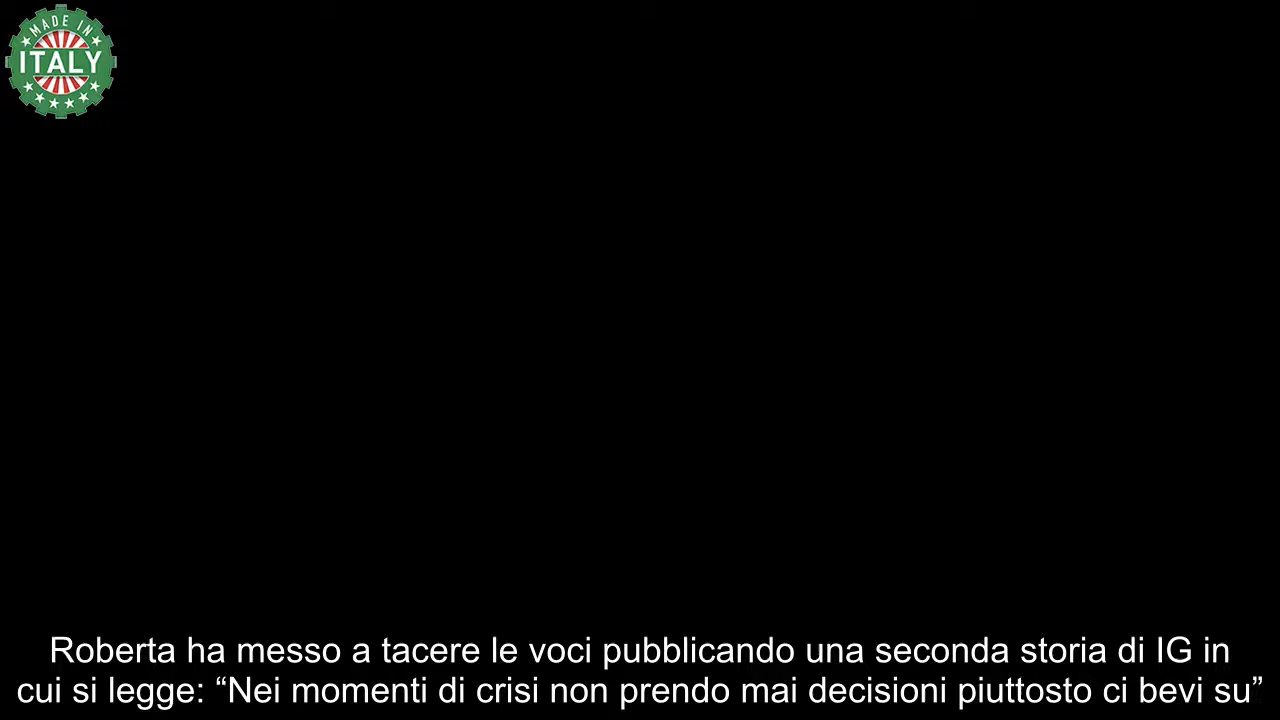 MADE IN
ITALY
Roberta ha messo a tacere le voci pubblicando una seconda storia di IG in
cui si legge: “Nei momenti di crisi non prendo mai decisioni piuttosto ci bevi su”